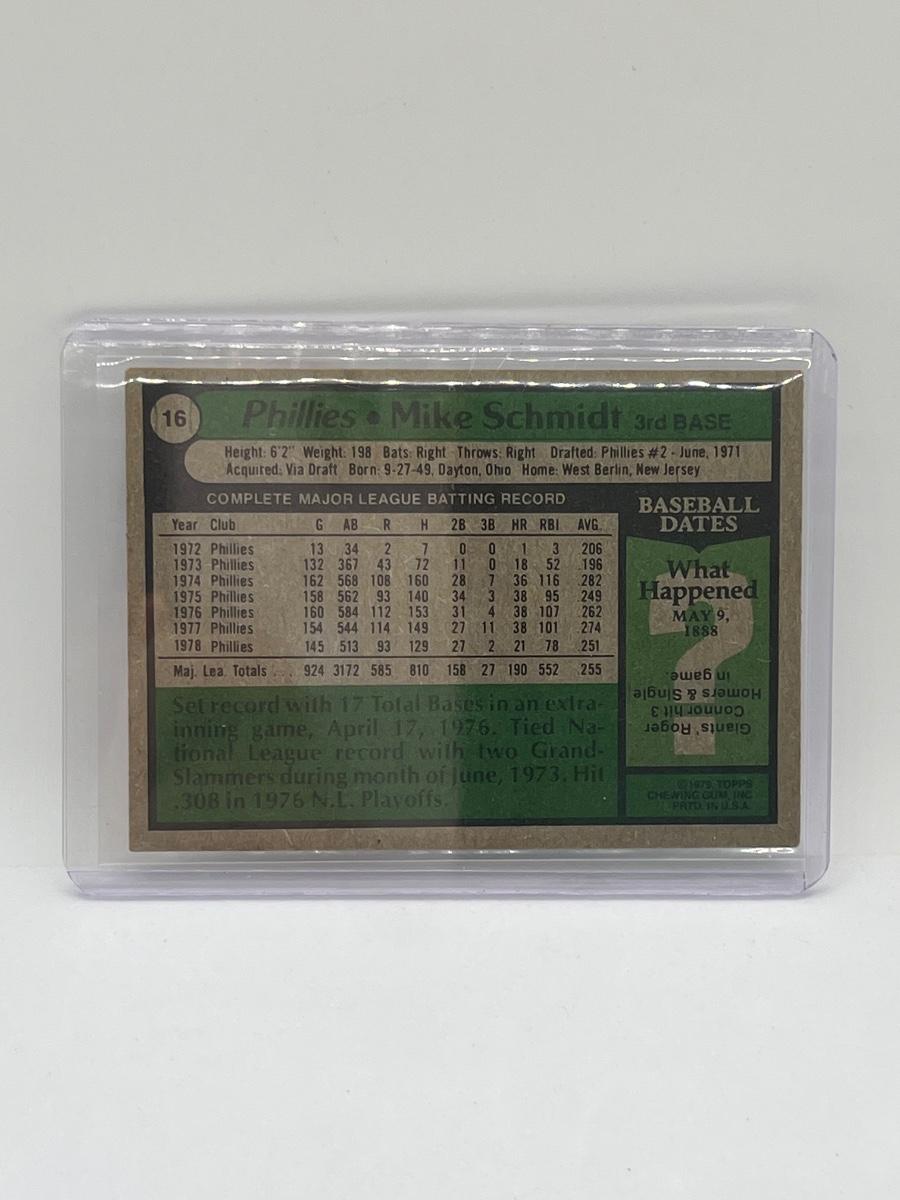 16 Phillies • Mike Schmidt 3rd BASE
Height: 6'2" Weight: 198 Bats: Right Throws: Right Drafted: Phillies #2 - June, 1971
Acquired: Via Draft Born: 9-27-49, Dayton, Ohio Home: West Berlin, New Jersey
COMPLETE MAJOR LEAGUE BATTING RECORD
Year Club G AB R H 2B 3B HR RBI AVG.
1972 Phillies 13 34 2 7 0 0 1 3 .206
1973 Phillies 132 367 43 72 11 0 18 52 .196
1974 Phillies 162 568 108 160 28 7 36 116 .282
1975 Phillies 158 562 93 140 34 3 38 95 .249
1976 Phillies 160 584 112 153 31 4 38 107 .262
1977 Phillies 154 544 114 149 27 11 38 101 .274
1978 Phillies 145 513 93 129 27 2 21 78 .251
Maj. Lea. Totals ... 924 3172 585 810 158 27 190 552 .255
Set record with 17 Total Bases in an extra-
inning game, April 17, 1976. Tied Na-
tional League record with two Grand-
Slammers during month of June, 1973. Hit
.308 in 1976 N.L. Playoffs.
BASEBALL
DATES
What
Happened
MAY 9,
1888
?
Giants' Roger
Connor hit 3
Homers & Single
in game
©1979, TOPPS
CHEWING GUM, INC
PRTD. IN U.S.A.